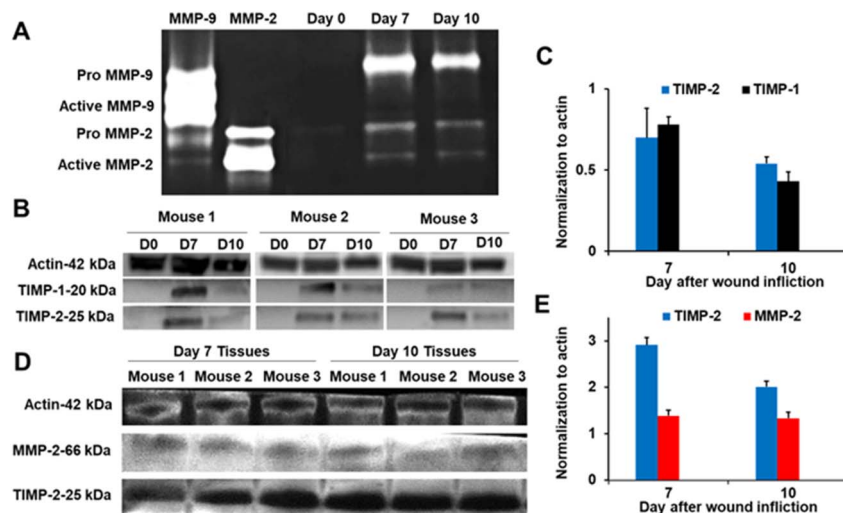 A
MMP-9 MMP-2 Day 0 Day 7 Day 10
Pro MMP-9
Active MMP-9
Pro MMP-2
Active MMP-2
B
Mouse 1 Mouse 2 Mouse 3
D0 D7 D10 D0 D7 D10 D0 D7 D10
Actin-42 kDa
TIMP-1-20 kDa
TIMP-2-25 kDa
C
TIMP-2 TIMP-1
Normalization to actin
1
0.5
0
7 10
Day after wound infliction
D
Day 7 Tissues Day 10 Tissues
Mouse 1 Mouse 2 Mouse 3 Mouse 1 Mouse 2 Mouse 3
Actin-42 kDa
MMP-2-66 kDa
TIMP-2-25 kDa
E
TIMP-2 MMP-2
Normalization to actin
3
2
1
0
7 10
Day after wound infliction